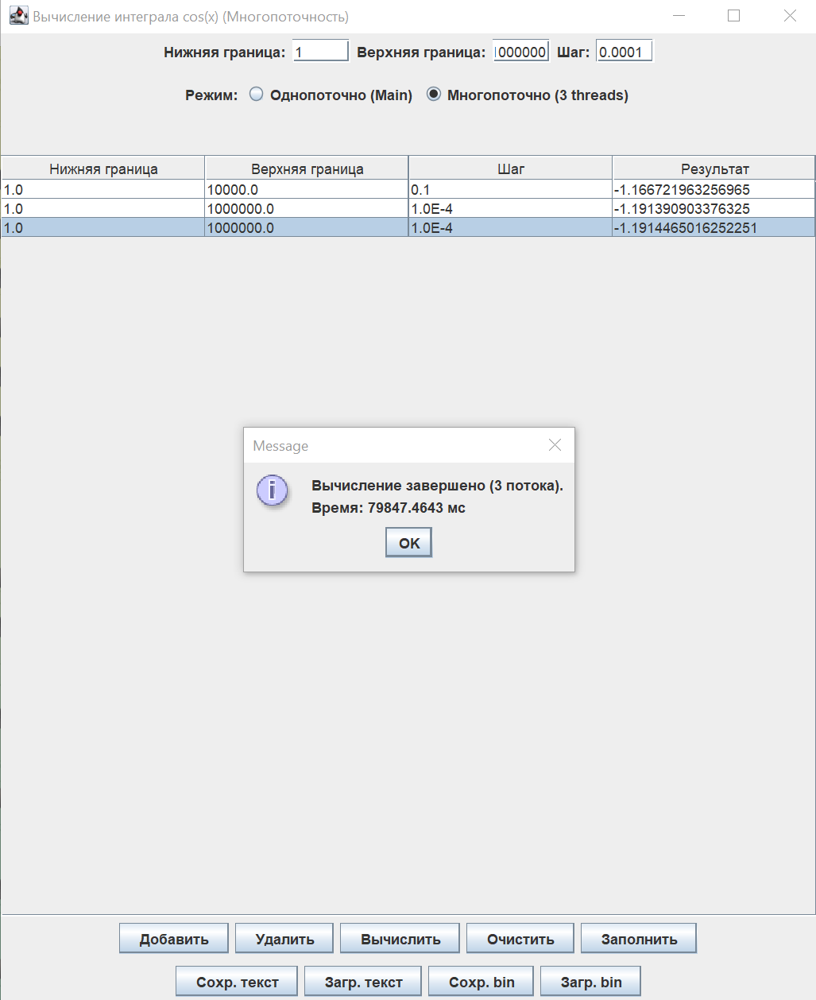 Вычисление интеграла cos(x) (Многопоточность)
Нижняя граница: 1 Верхняя граница: 1000000 Шаг: 0.0001
Режим: Однопоточно (Main) Многопоточно (3 threads)
Нижняя граница Верхняя граница Шаг Результат
1.0 10000.0 0.1 -1.166721963256965
1.0 1000000.0 1.0E-4 -1.191390903376325
1.0 1000000.0 1.0E-4 -1.1914465016252251
Message
Вычисление завершено (3 потока).
Время: 79847.4643 мс
OK
Добавить Удалить Вычислить Очистить Заполнить
Сохр. текст Загр. текст Сохр. bin Загр. bin